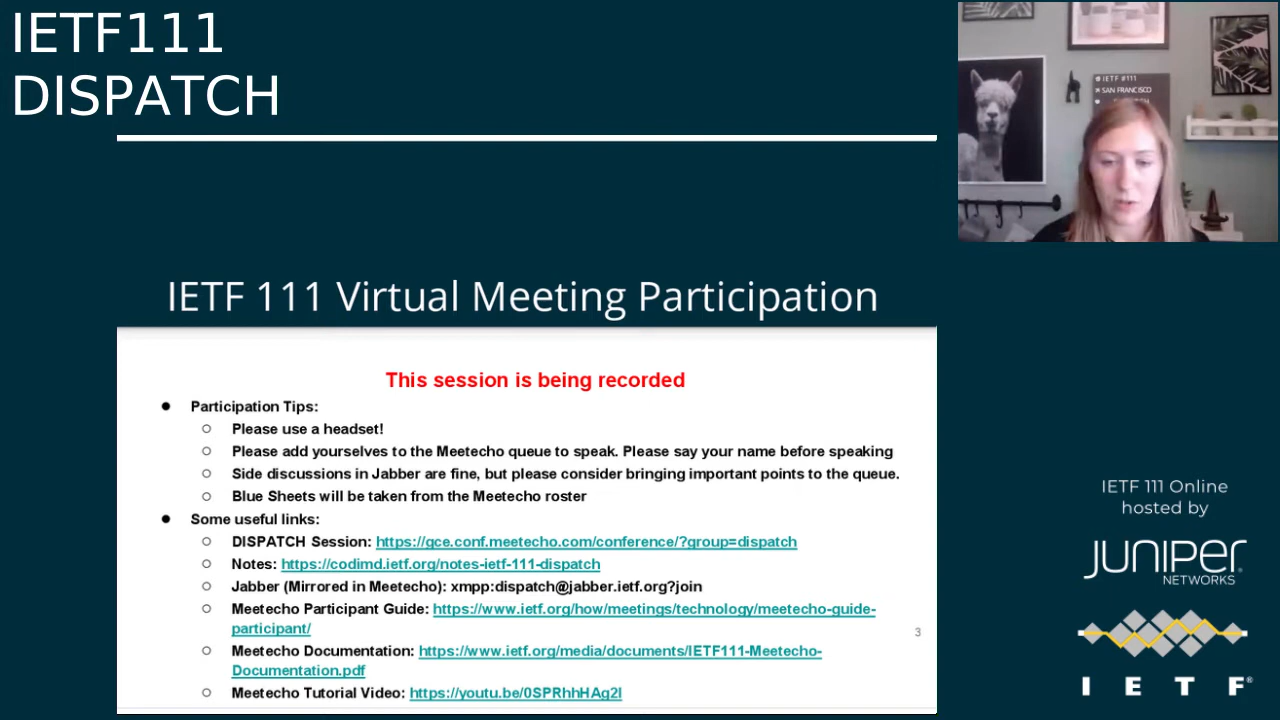 IETF111
DISPATCH
IETF #111
SAN FRANCISCO
IETF 111 Virtual Meeting Participation
This session is being recorded
● Participation Tips:
○ Please use a headset!
○ Please add yourselves to the Meetecho queue to speak. Please say your name before speaking
○ Side discussions in Jabber are fine, but please consider bringing important points to the queue.
○ Blue Sheets will be taken from the Meetecho roster
● Some useful links:
○ DISPATCH Session: https://gce.conf.meetecho.com/conference/?group=dispatch
○ Notes: https://codimd.ietf.org/notes-ietf-111-dispatch
○ Jabber (Mirrored in Meetecho): xmpp:dispatch@jabber.ietf.org?join
○ Meetecho Participant Guide: https://www.ietf.org/how/meetings/technology/meetecho-guide-
participant/
○ Meetecho Documentation: https://www.ietf.org/media/documents/IETF111-Meetecho-
Documentation.pdf
○ Meetecho Tutorial Video: https://youtu.be/0SPRhhHAg2I
3
IETF 111 Online
hosted by
JUNIPER
NETWORKS
I E T F®